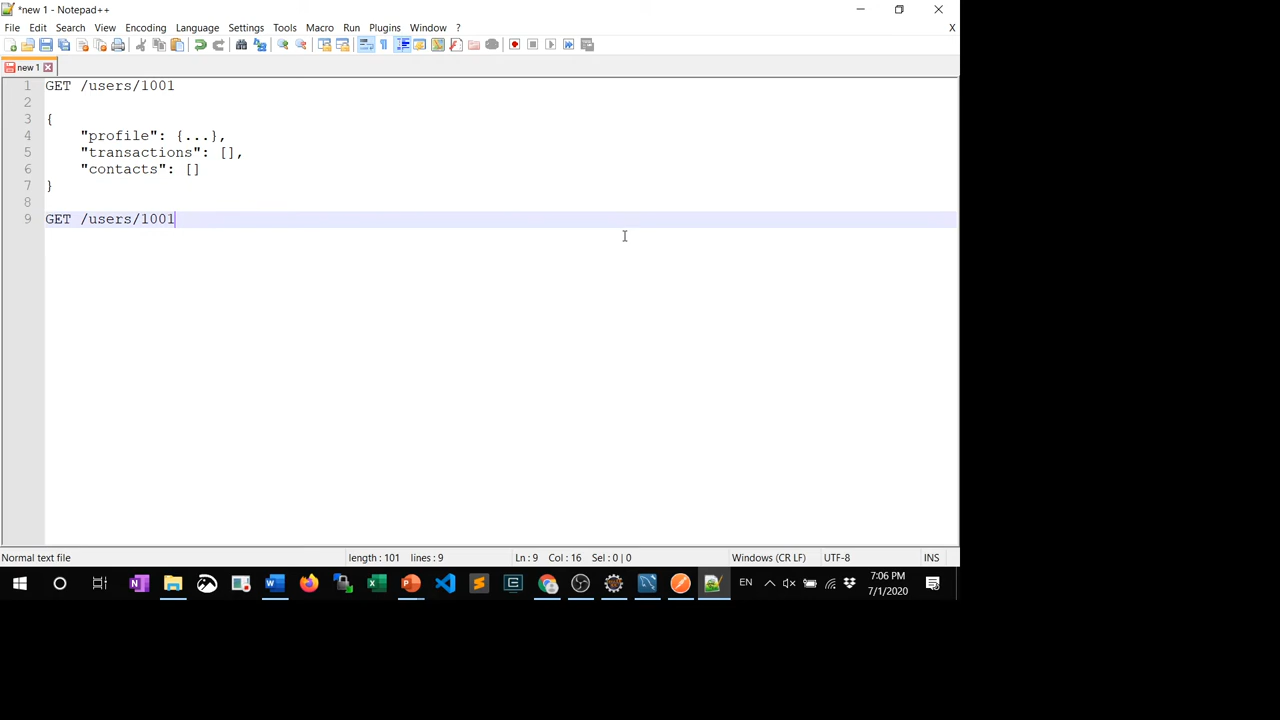 *new 1 - Notepad++
File Edit Search View Encoding Language Settings Tools Macro Run Plugins Window ? X
new 1
1 GET /users/1001
2
3 {
4 "profile": {...},
5 "transactions": [],
6 "contacts": []
7 }
8
9 GET /users/1001
Normal text file length : 101 lines : 9 Ln : 9 Col : 16 Sel : 0 | 0 Windows (CR LF) UTF-8 INS
EN 7:06 PM
7/1/2020